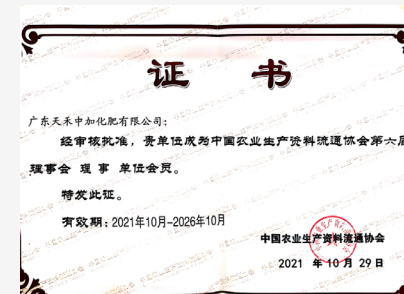 证 书
广东天禾中加化肥有限公司:
经审核批准,贵单位成为中国农业生产资料流通协会第六届
理事会 理 事 单位会员。
特发此证。
有效期:2021年10月-2026年10月
中国农业生产资料流通协会
2021 年 10 月 29 日